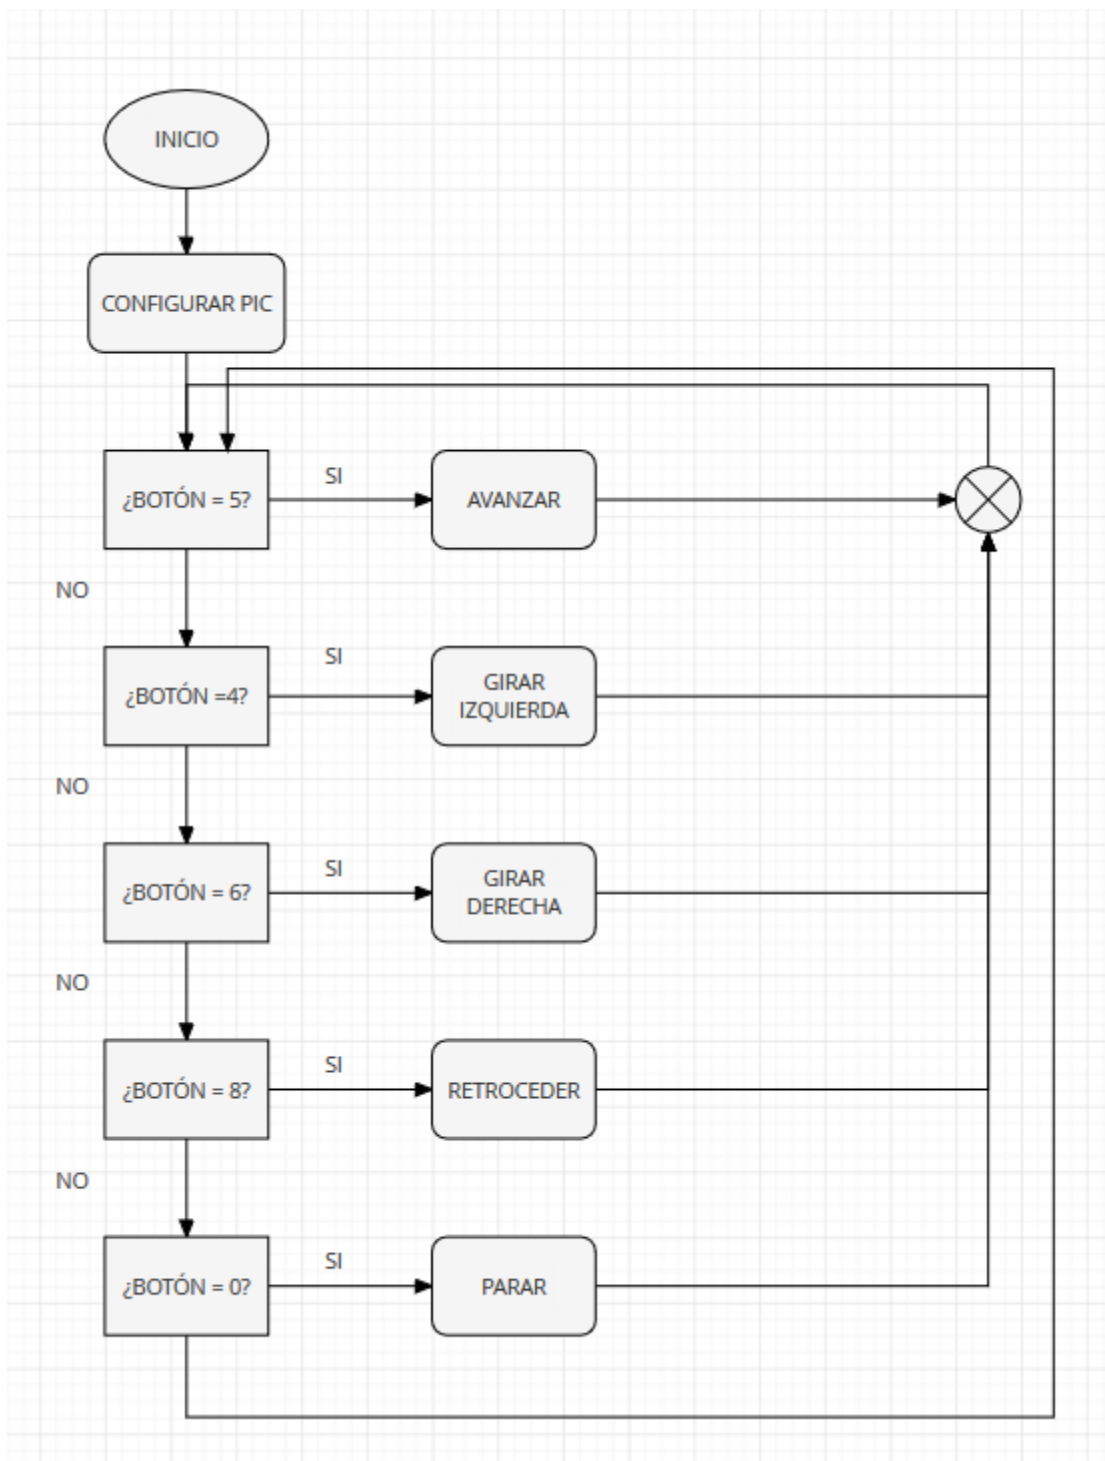 INICIO
CONFIGURAR PIC
SI
¿BOTÓN = 5?
AVANZAR
NO
SI
¿BOTÓN =4?
GIRAR
IZQUIERDA
NO
SI
¿BOTÓN = 6?
GIRAR
DERECHA
NO
SI
¿BOTÓN = 8?
RETROCEDER
NO
SI
¿BOTÓN = 0?
PARAR